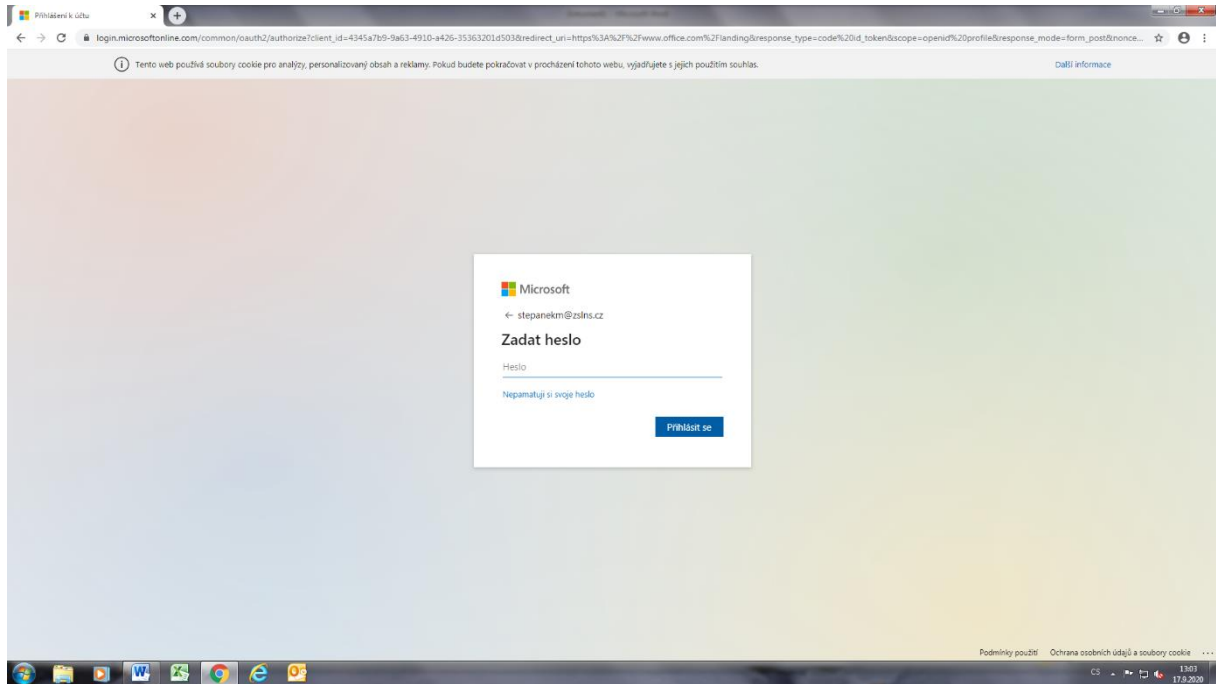 Přihlášení k účtu
login.microsoftonline.com/common/oauth2/authorize?client_id=4345a7b9-9a63-4910-a426-35363201d503&redirect_uri=https%3A%2F%2Fwww.office.com%2Flanding&response_type=code%20id_token&scope=openid%20profile&response_mode=form_post&nonce...
Tento web používá soubory cookie pro analýzy, personalizovaný obsah a reklamy. Pokud budete pokračovat v procházení tohoto webu, vyjadřujete s jejich použitím souhlas.
Další informace
Microsoft
← stepanekm@zslns.cz
Zadat heslo
Heslo
Nepamatuji si svoje heslo
Přihlásit se
Podmínky použití Ochrana osobních údajů a soubory cookie ...
CS 13:03
17.9.2020